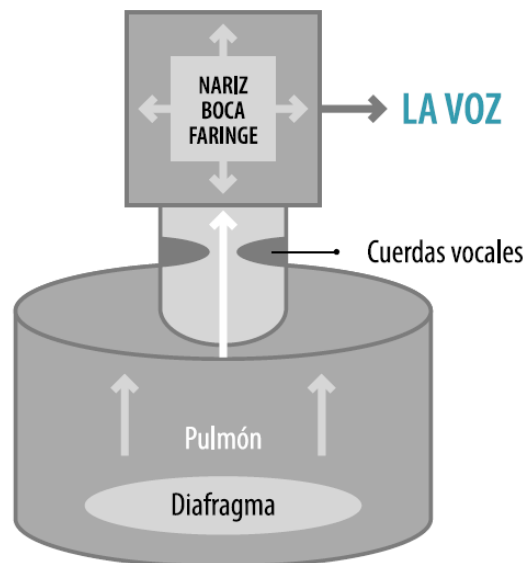 NARIZ
BOCA
FARINGE
LA VOZ
Cuerdas vocales
Pulmón
Diafragma